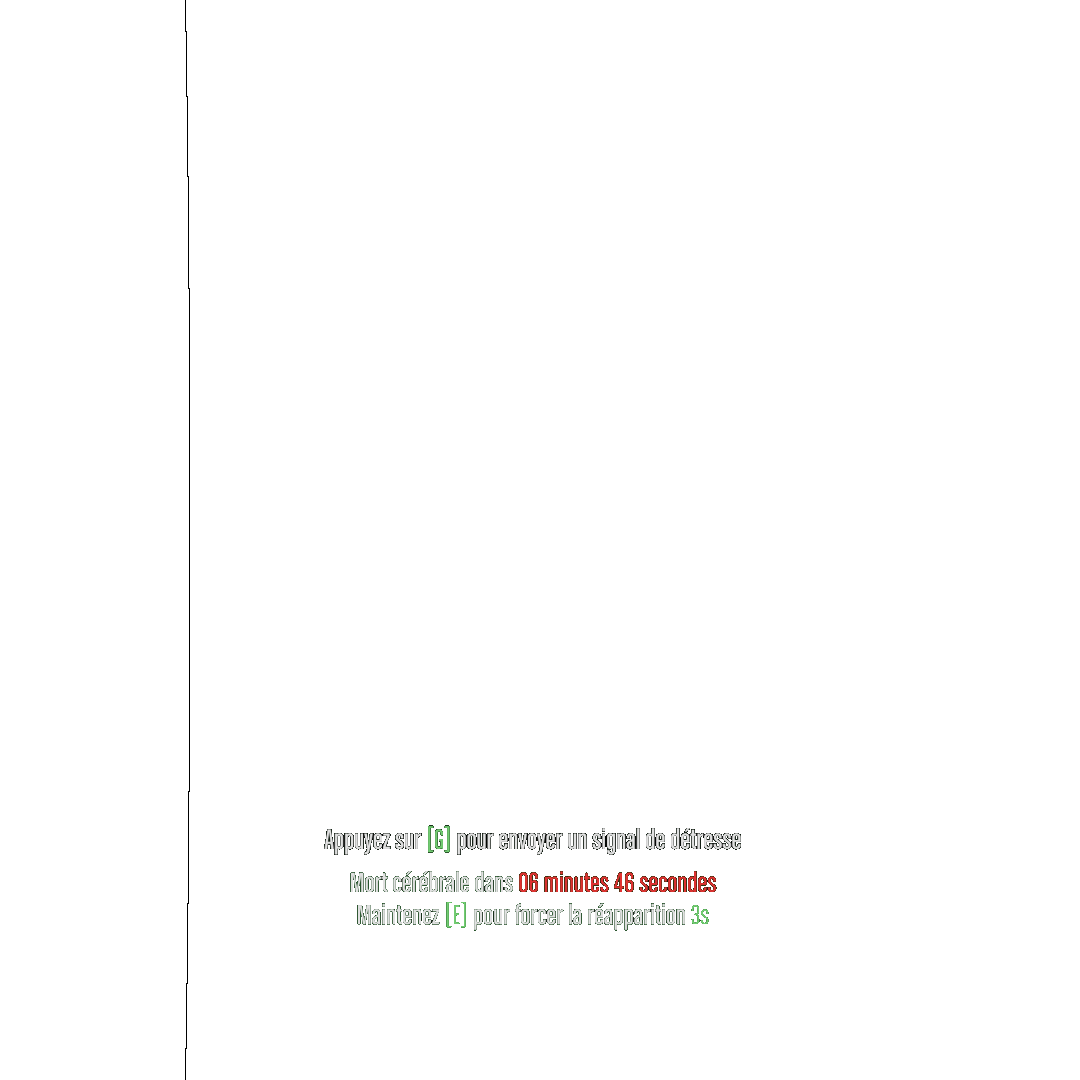 Appuyez sur [G] pour envoyer un signal de détresse
Mort cérébrale dans 06 minutes 46 secondes
Maintenez [E] pour forcer la réapparition 3s